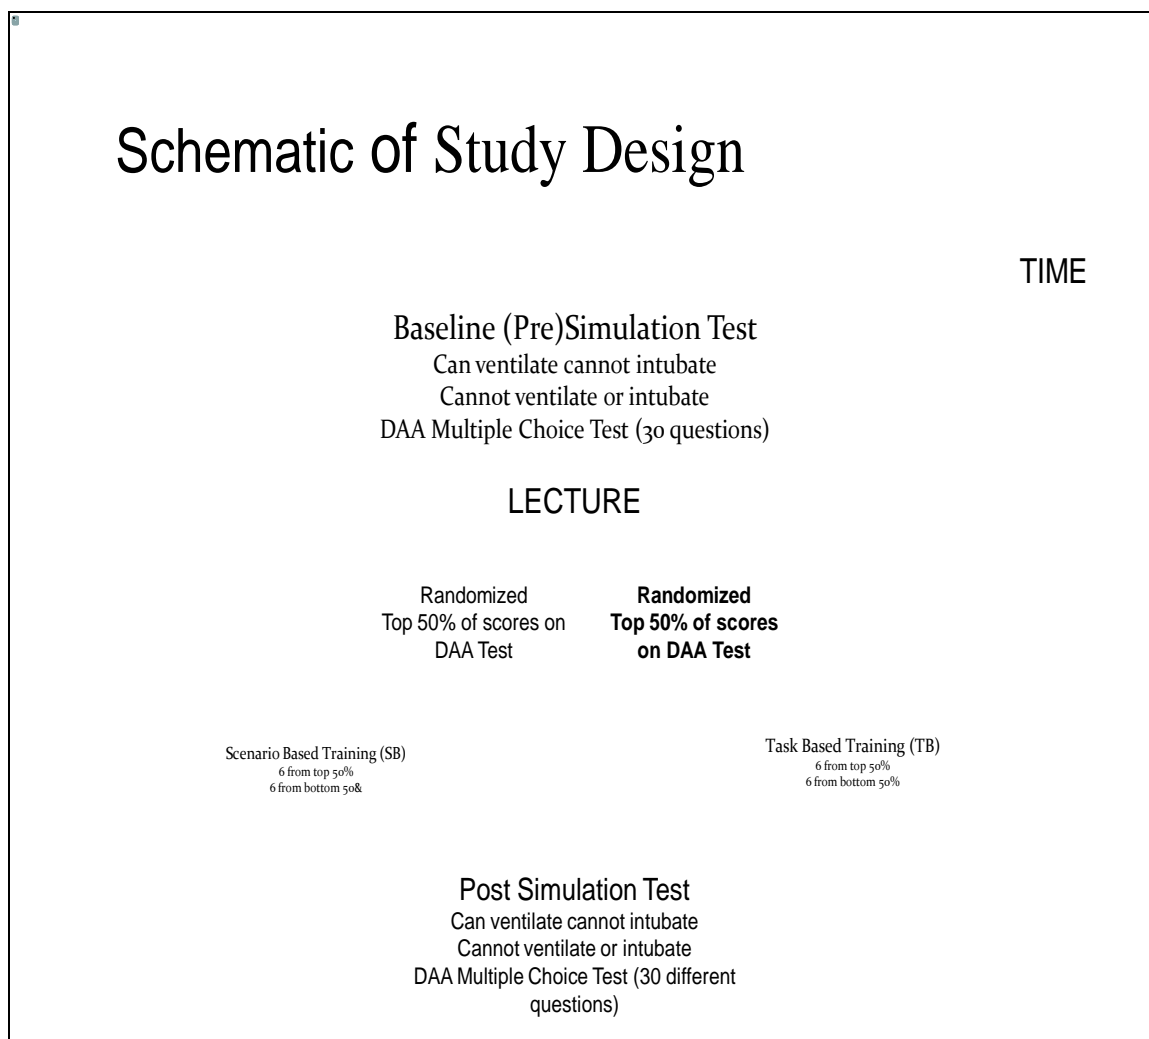 Schematic of Study Design
TIME
Baseline (Pre)Simulation Test
Can ventilate cannot intubate
Cannot ventilate or intubate
DAA Multiple Choice Test (30 questions)
LECTURE
Randomized
Top 50% of scores on
DAA Test
Randomized
Top 50% of scores
on DAA Test
Scenario Based Training (SB)
6 from top 50%
6 from bottom 50&
Task Based Training (TB)
6 from top 50%
6 from bottom 50%
Post Simulation Test
Can ventilate cannot intubate
Cannot ventilate or intubate
DAA Multiple Choice Test (30 different
questions)